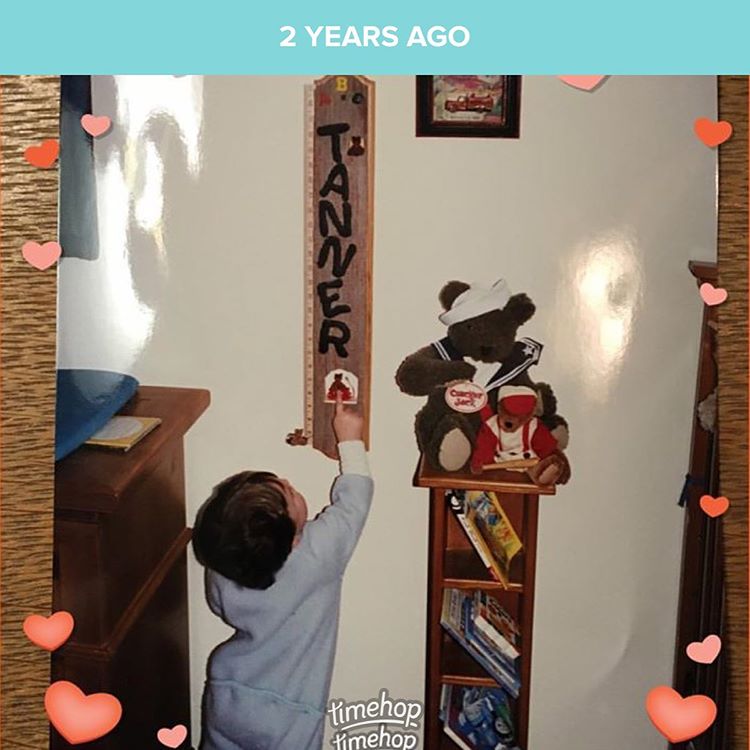 2 YEARS AGO
B
TANNER
Cracker
Jack
timehop
timehop